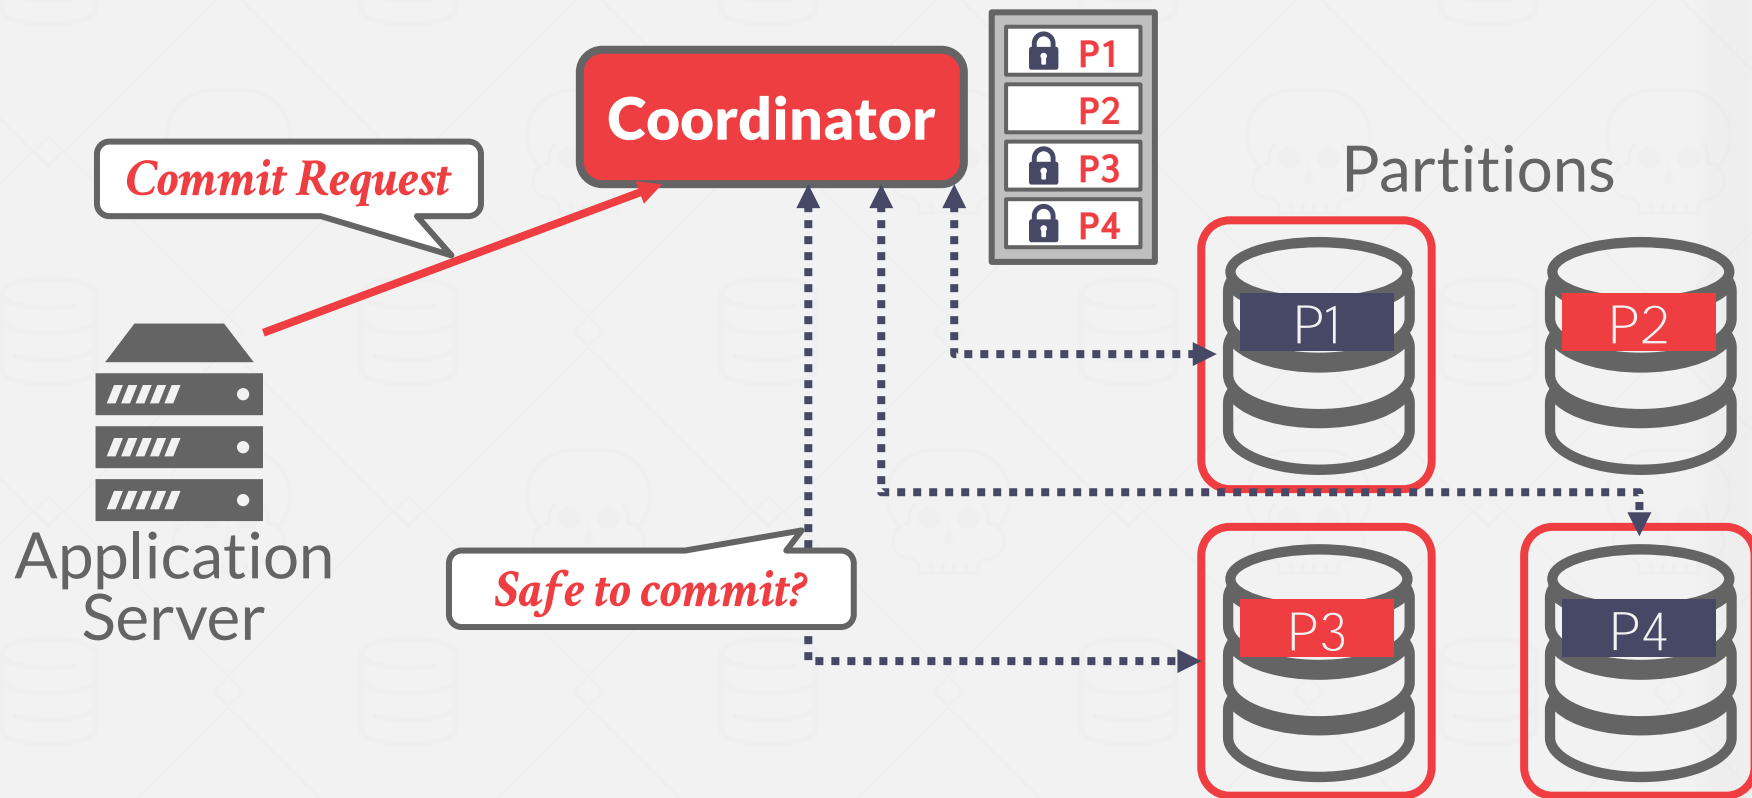 Coordinator
P1
P2
P3
P4
Commit Request
Partitions
P1
P2
Application
Server
Safe to commit?
P3
P4